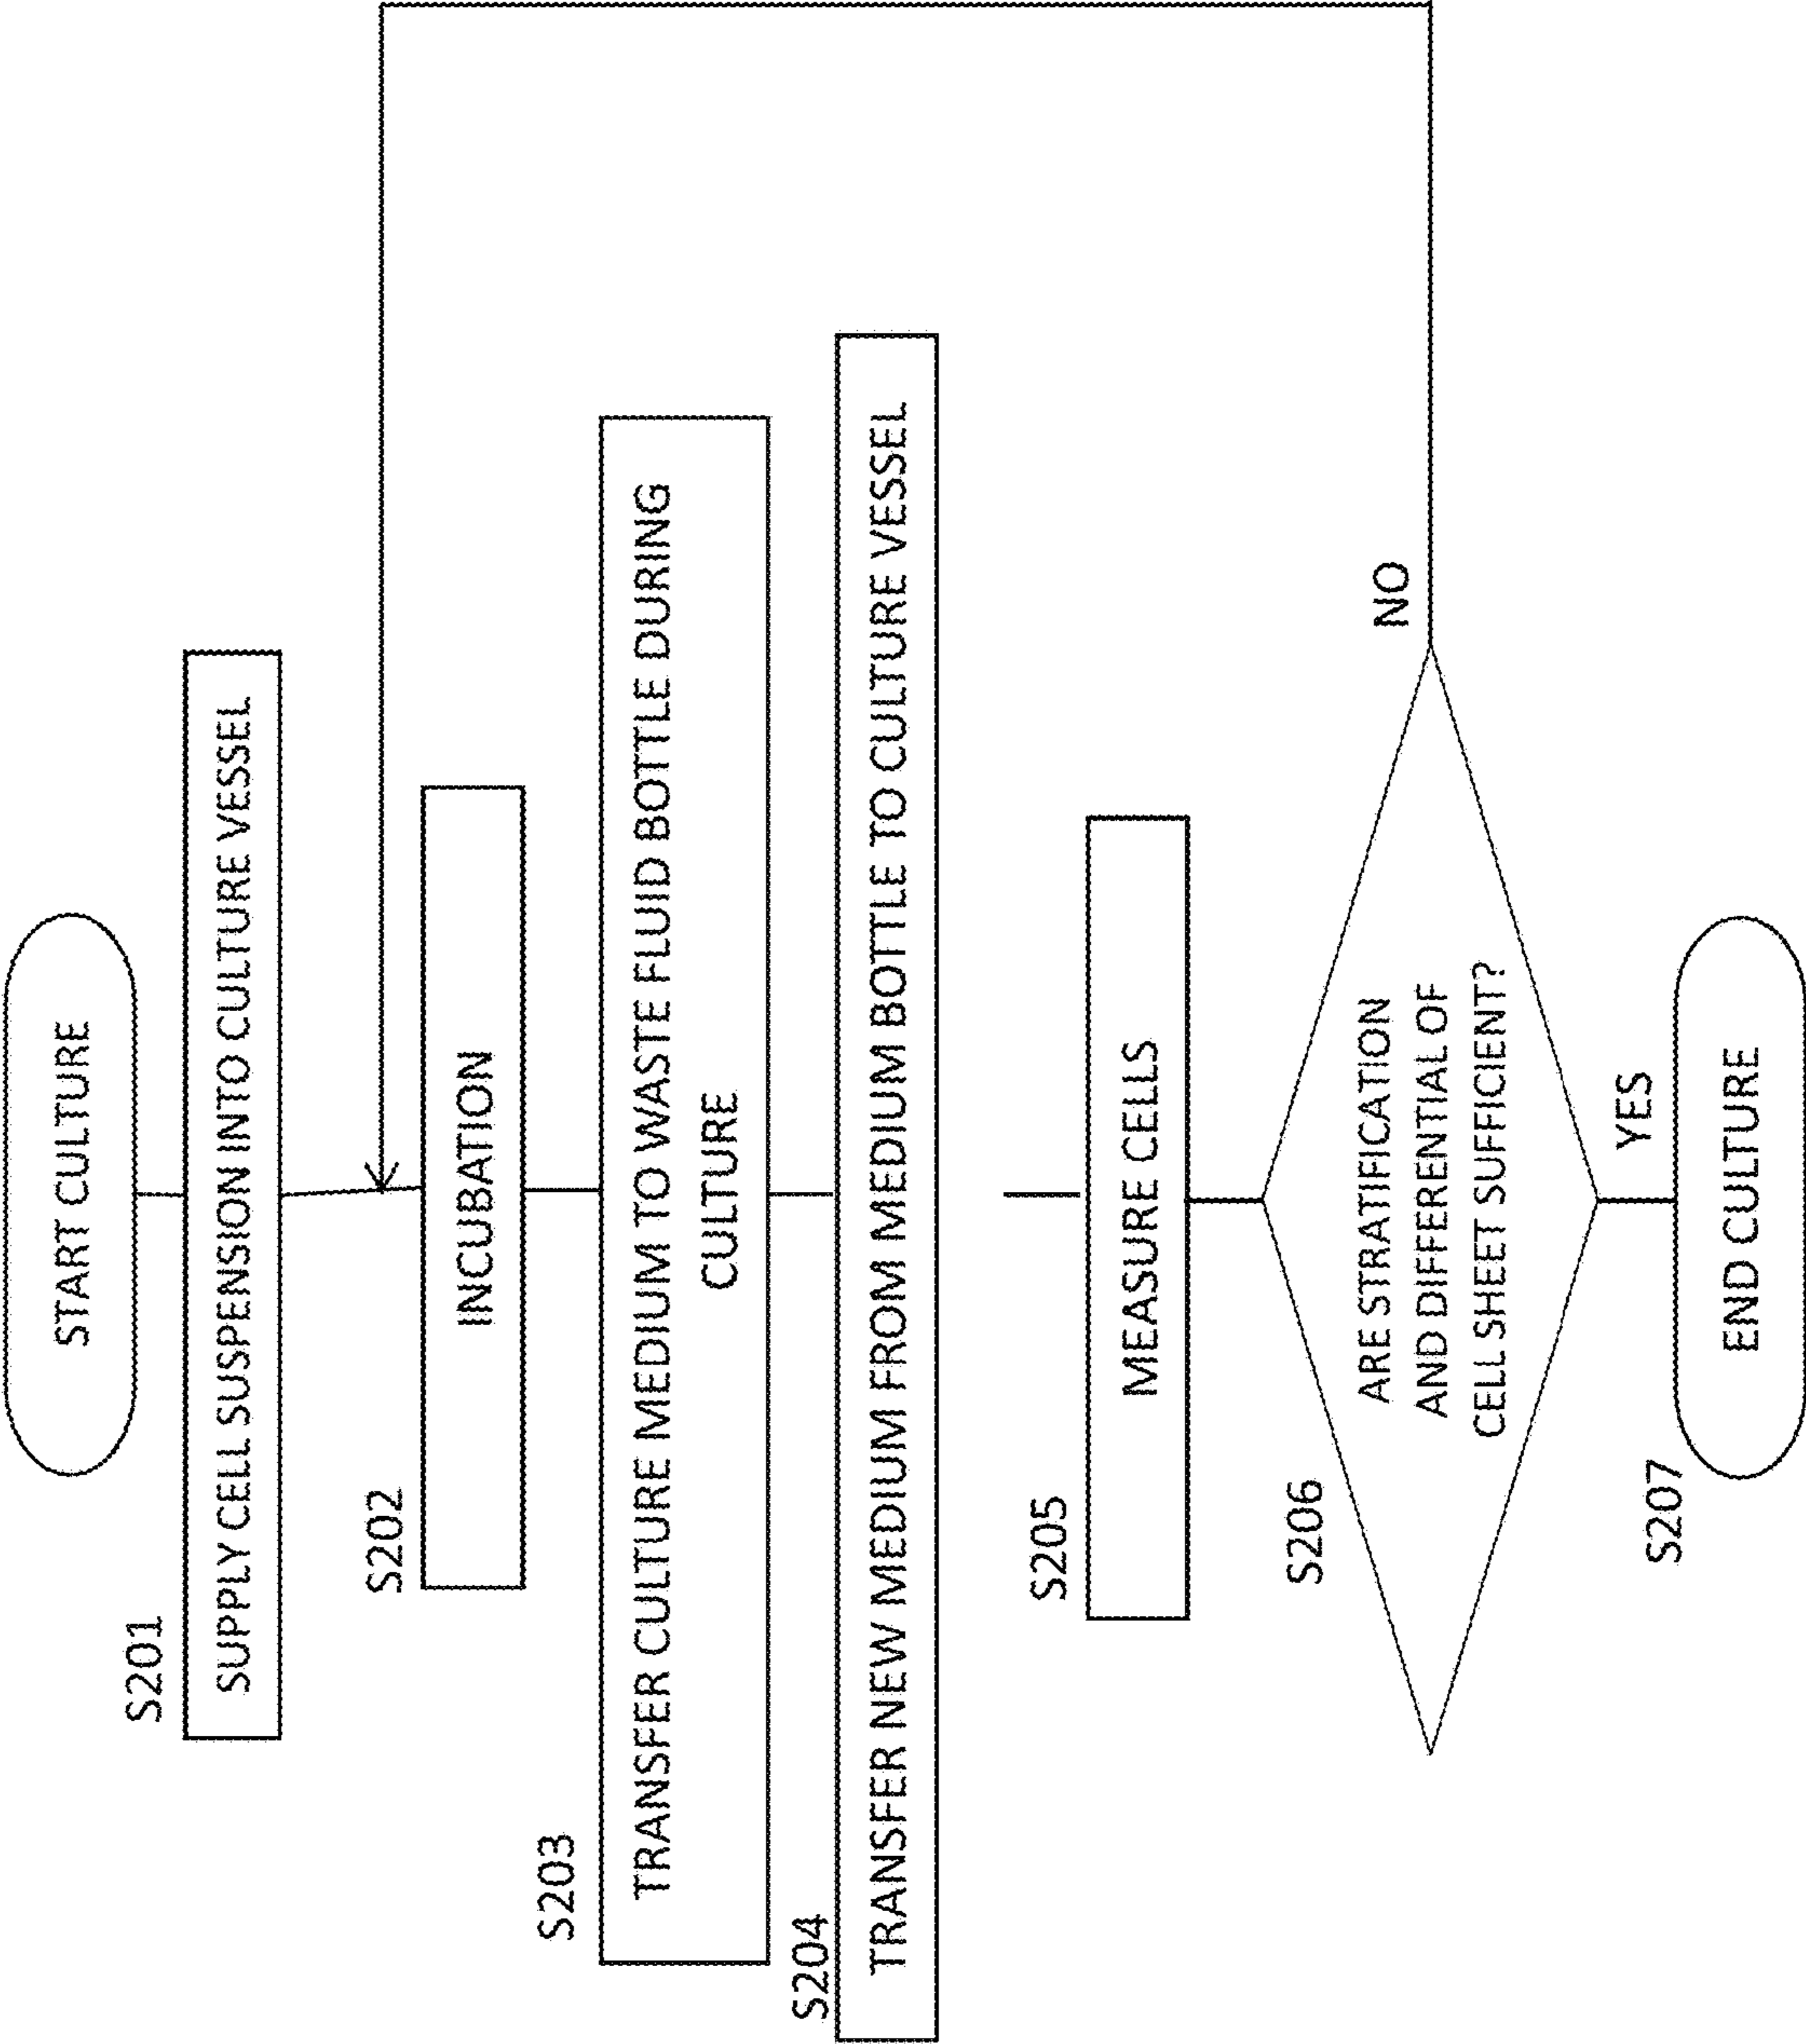 START CULTURE
S201
SUPPLY CELL SUSPENSION INTO CULTURE VESSEL
S202
INCUBATION
S203
TRANSFER CULTURE MEDIUM TO WASTE FLUID BOTTLE DURING
CULTURE
S204
TRANSFER NEW MEDIUM FROM MEDIUM BOTTLE TO CULTURE VESSEL
S205
MEASURE CELLS
S206
ARE STRATIFICATION
AND DIFFERENTIAL OF
CELL SHEET SUFFICIENT?
NO
YES
S207
END CULTURE